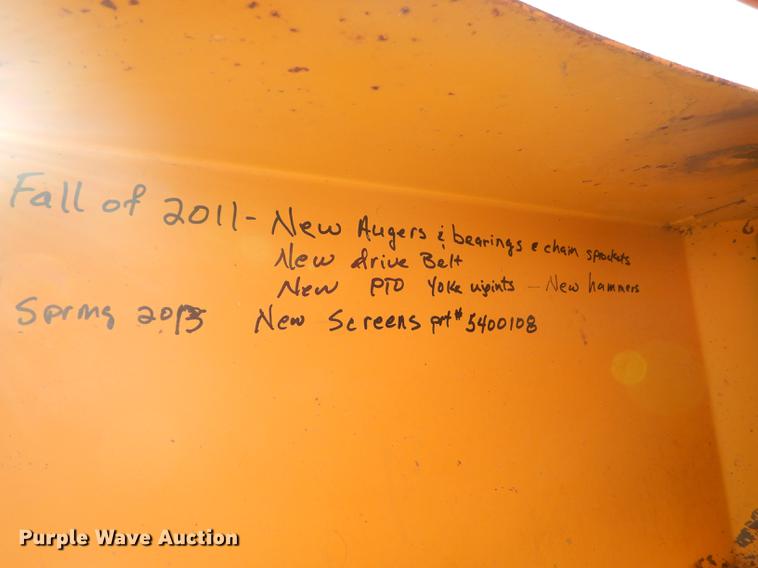 Fall of 2011 - New Augers & bearings & chain sprockets
New drive Belt
New PTO Yoke ujoints - New hammers
Spring 2013 New Screens prt# 5400108
Purple Wave Auction